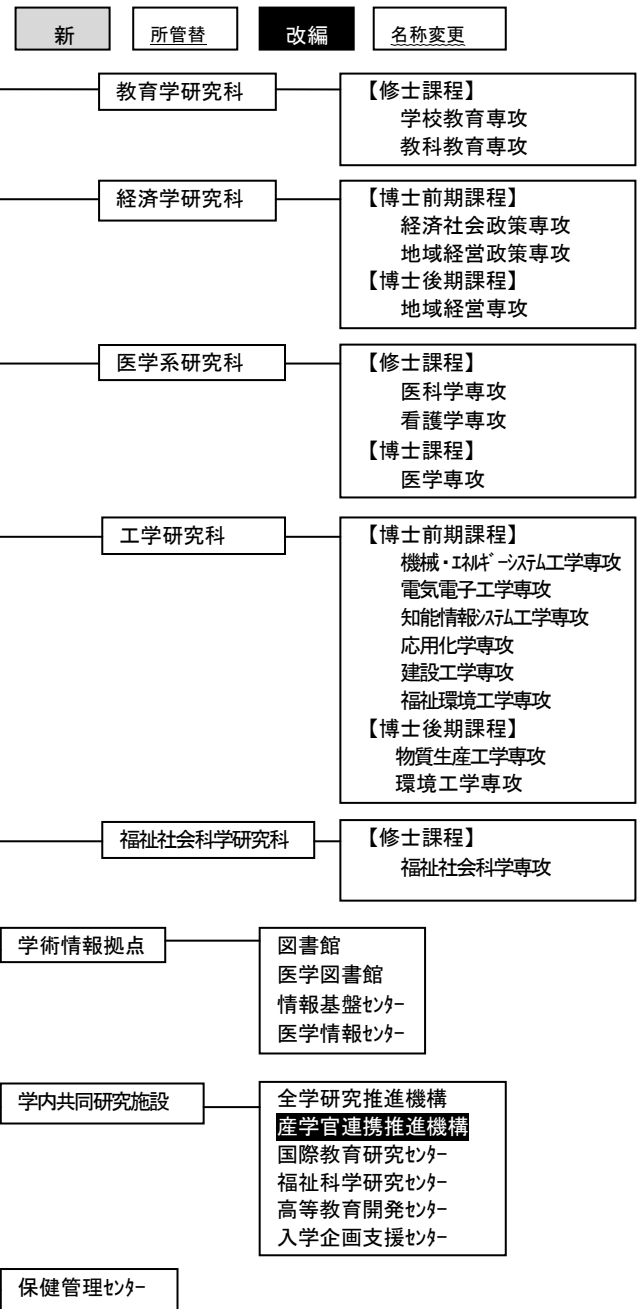 新 所管替 改編 名称変更
教育学研究科
【修士課程】
学校教育専攻
教科教育専攻
経済学研究科
【博士前期課程】
経済社会政策専攻
地域経営政策専攻
【博士後期課程】
地域経営専攻
医学系研究科
【修士課程】
医科学専攻
看護学専攻
【博士課程】
医学専攻
工学研究科
【博士前期課程】
機械・ｴﾈﾙｷﾞｰｼｽﾃﾑ工学専攻
電気電子工学専攻
知能情報ｼｽﾃﾑ工学専攻
応用化学専攻
建設工学専攻
福祉環境工学専攻
【博士後期課程】
物質生産工学専攻
環境工学専攻
福祉社会科学研究科
【修士課程】
福祉社会科学専攻
学術情報拠点
図書館
医学図書館
情報基盤ｾﾝﾀｰ
医学情報ｾﾝﾀｰ
学内共同研究施設
全学研究推進機構
産学官連携推進機構
国際教育研究ｾﾝﾀｰ
福祉科学研究ｾﾝﾀｰ
高等教育開発ｾﾝﾀｰ
入学企画支援ｾﾝﾀｰ
保健管理ｾﾝﾀｰ